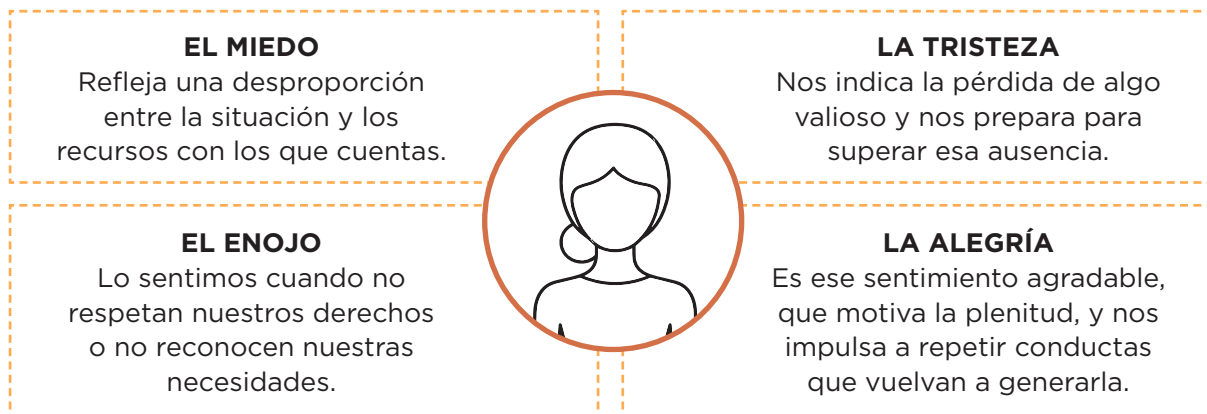 EL MIEDO
Refleja una desproporción
entre la situación y los
recursos con los que cuentas.
LA TRISTEZA
Nos indica la pérdida de algo
valioso y nos prepara para
superar esa ausencia.
EL ENOJO
Lo sentimos cuando no
respetan nuestros derechos
o no reconocen nuestras
necesidades.
LA ALEGRÍA
Es ese sentimiento agradable,
que motiva la plenitud, y nos
impulsa a repetir conductas
que vuelvan a generarla.